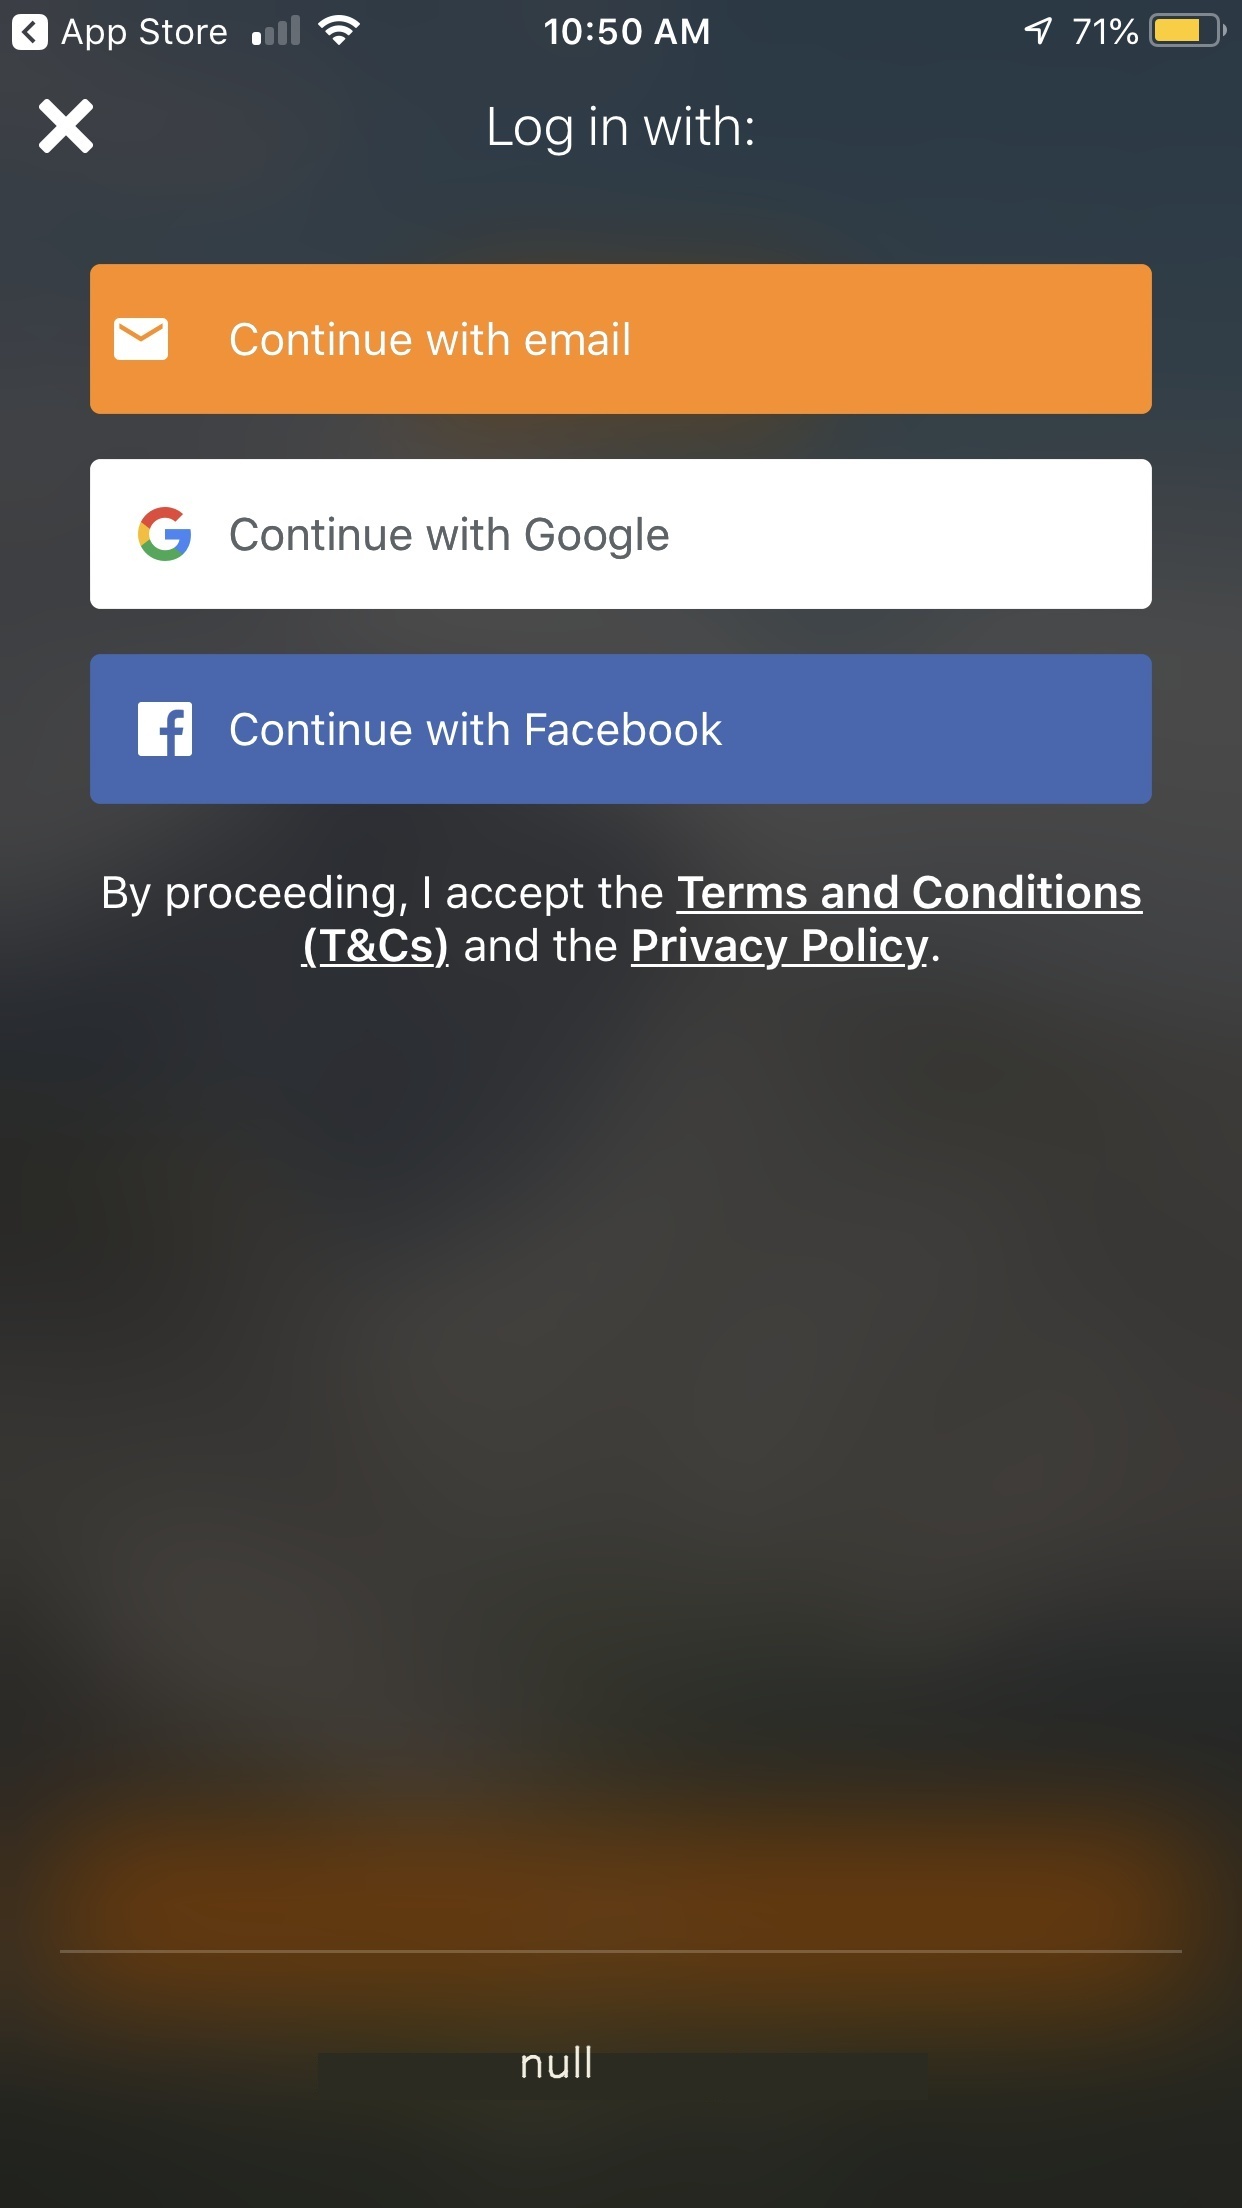 App Store 10:50 AM 71%
Log in with:
Continue with email
Continue with Google
Continue with Facebook
By proceeding, I accept the Terms and Conditions
(T&Cs) and the Privacy Policy.
null